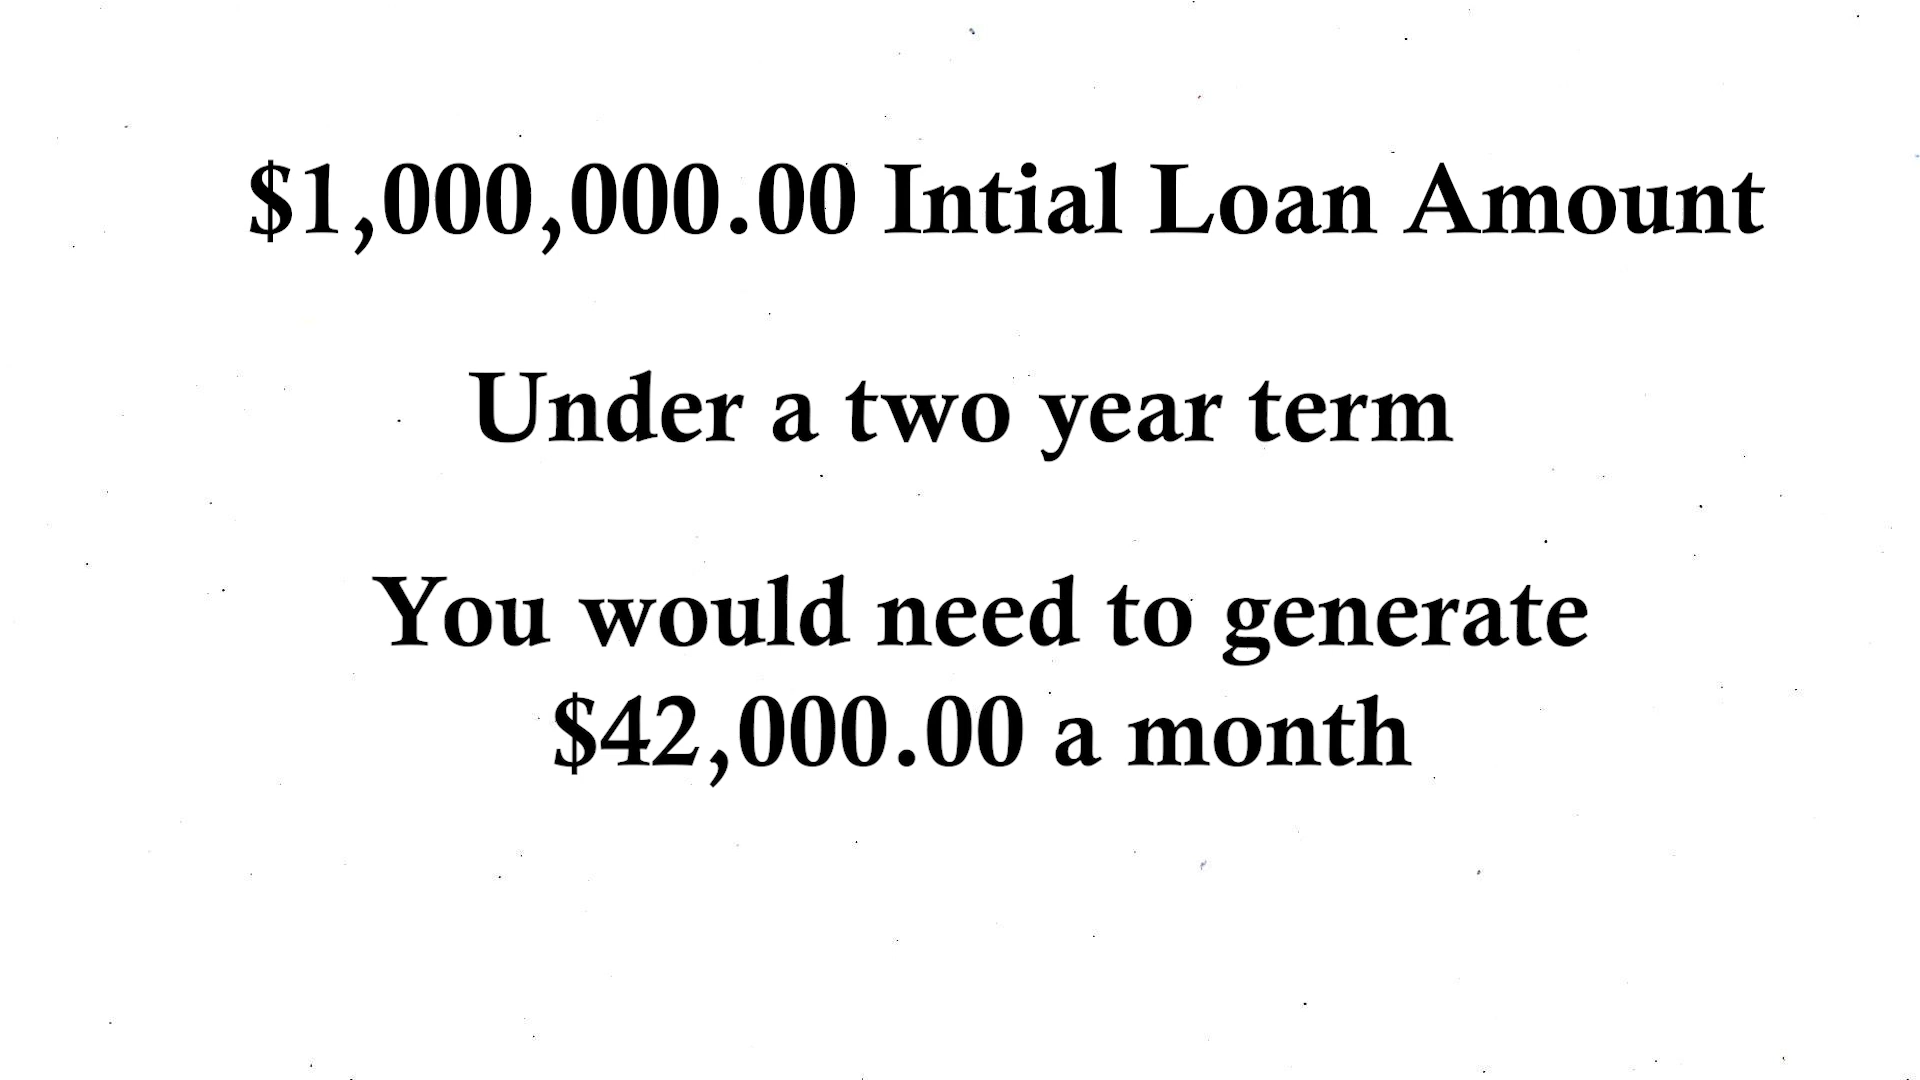 $1,000,000.00 Intial Loan Amount
Under a two year term
You would need to generate
$42,000.00 a month